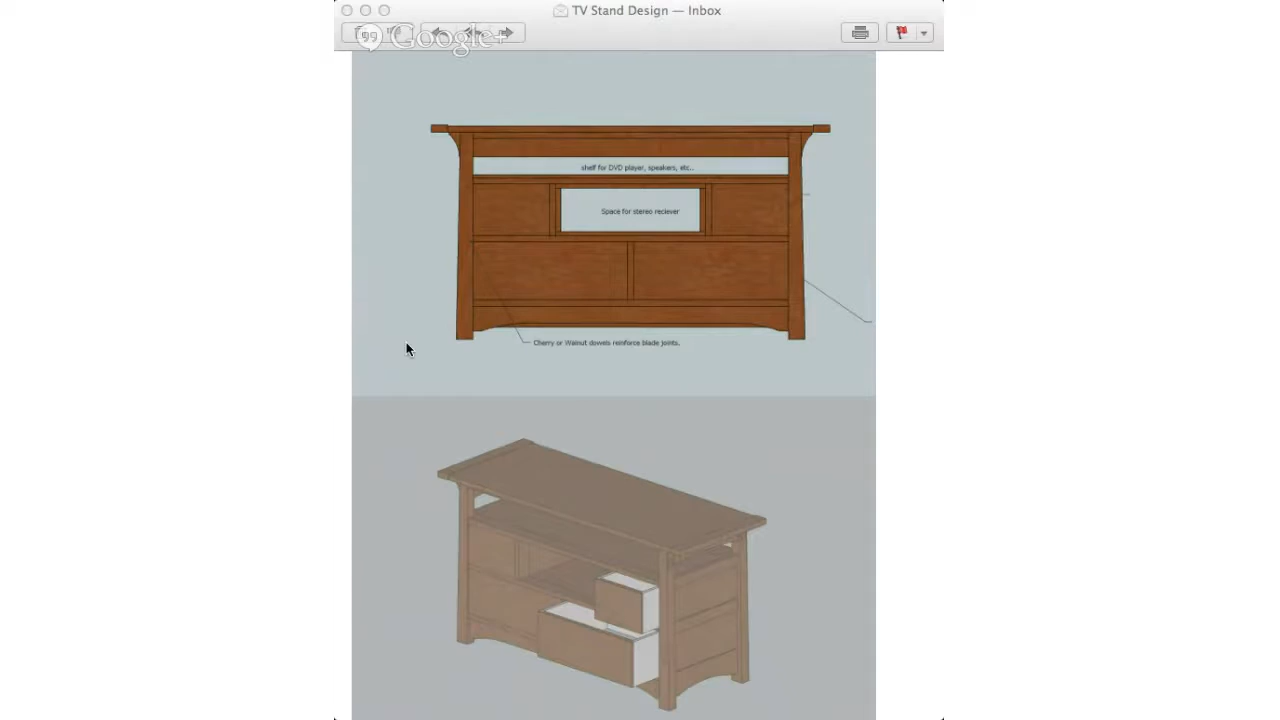 TV Stand Design — Inbox
Google+
shelf for DVD player, speakers, etc..
Space for stereo reciever
Cherry or Walnut dowels reinforce blade joints.